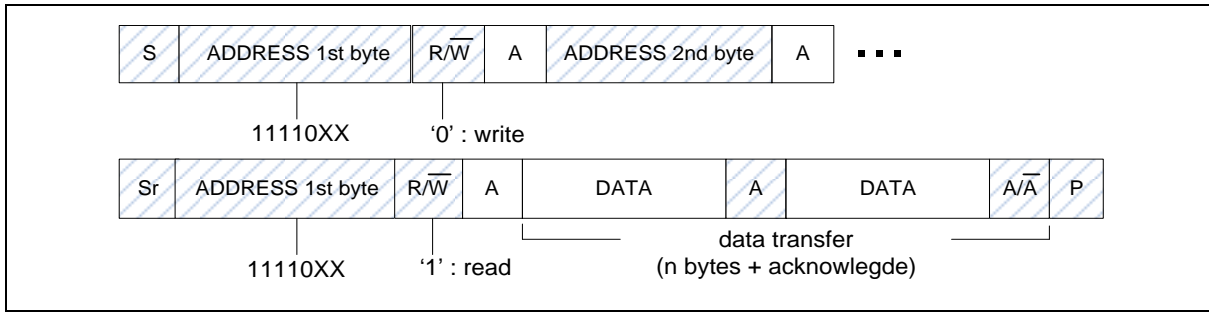 S ADDRESS 1st byte R/W̅ A ADDRESS 2nd byte A ▪ ▪ ▪
11110XX ‘0’ : write
Sr ADDRESS 1st byte R/W̅ A DATA A DATA A/A̅ P
data transfer
11110XX ‘1’ : read (n bytes + acknowlegde)